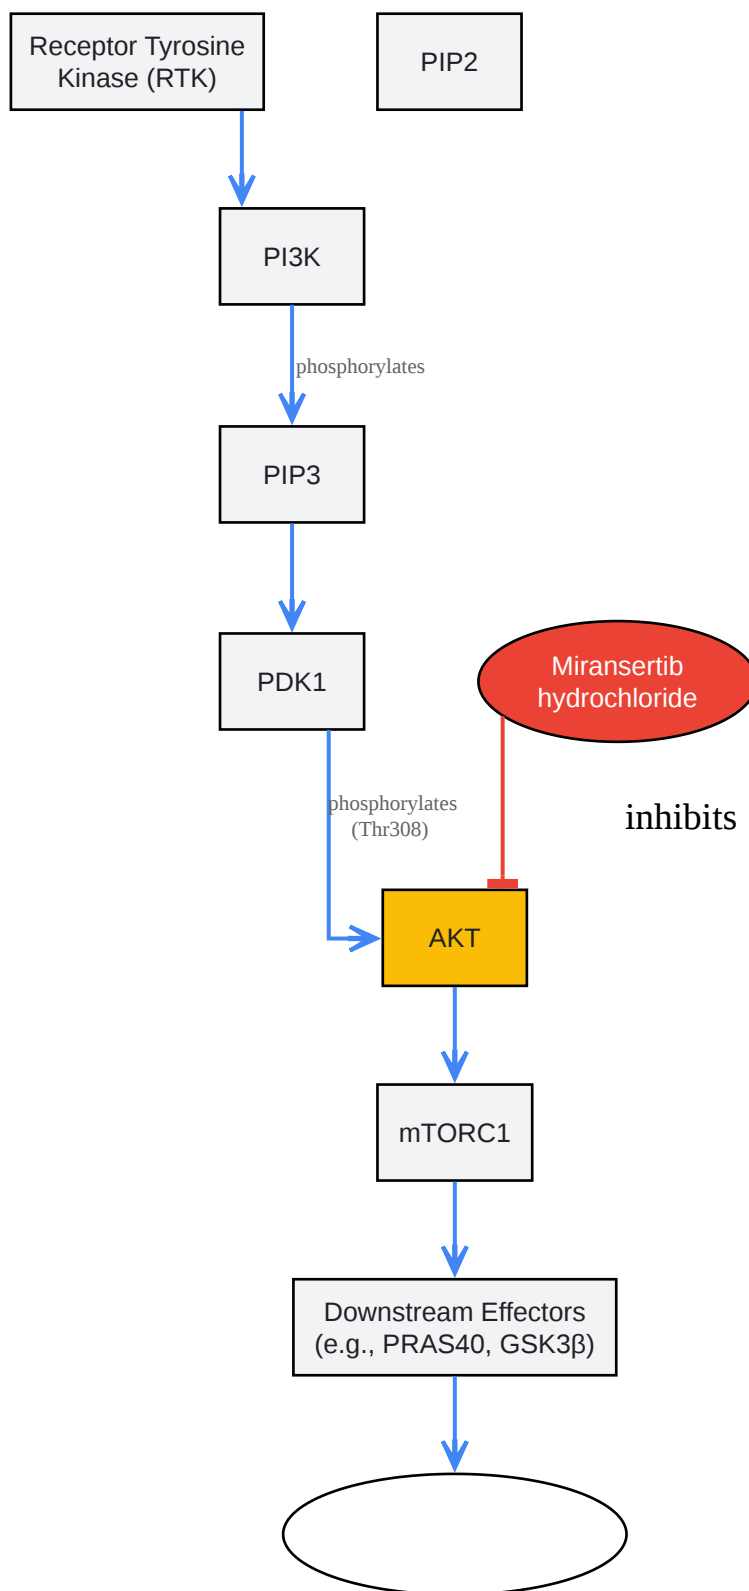 Receptor Tyrosine
Kinase (RTK)
PIP2
PI3K
phosphorylates
PIP3
PDK1
Miransertib
hydrochloride
phosphorylates
(Thr308)
inhibits
AKT
mTORC1
Downstream Effectors
(e.g., PRAS40, GSK3β)